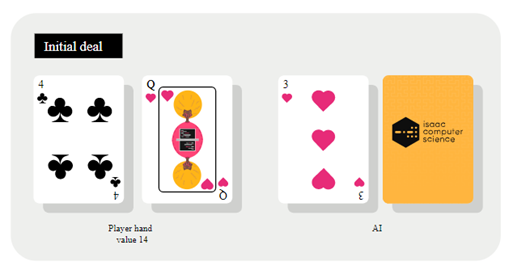 Initial deal
4
Q
3
isaac
computer
science
4
Q
3
Player hand
value 14
AI